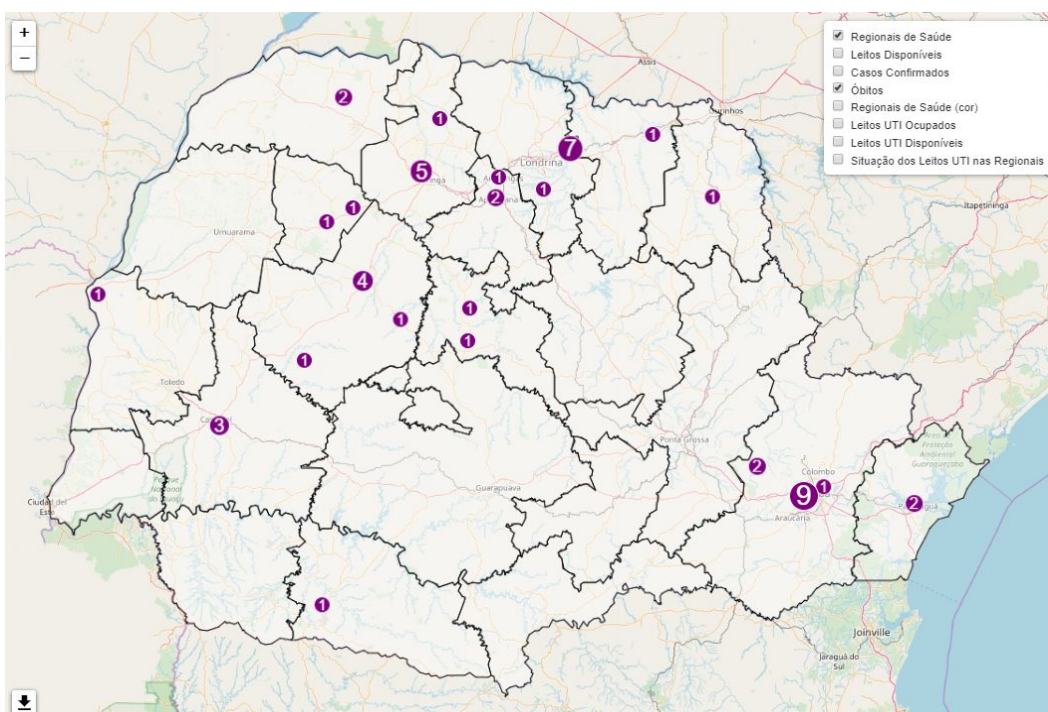 +
−
Regionais de Saúde
Leitos Disponíveis
Casos Confirmados
Óbitos
Regionais de Saúde (cor)
Leitos UTI Ocupados
Leitos UTI Disponíveis
Situação dos Leitos UTI nas Regionais
Assis
2
1
1
7
Londrina
5
1
1
2
1
Itapetininga
1
1
Umuarama
4
1
1
1
1
1
Toledo
3
Ponta Grossa
2
Colombo
Guarapuava
9
1
2
Ciudad del
Este
Araucária
1
Joinville
Jaraguá do
Sul